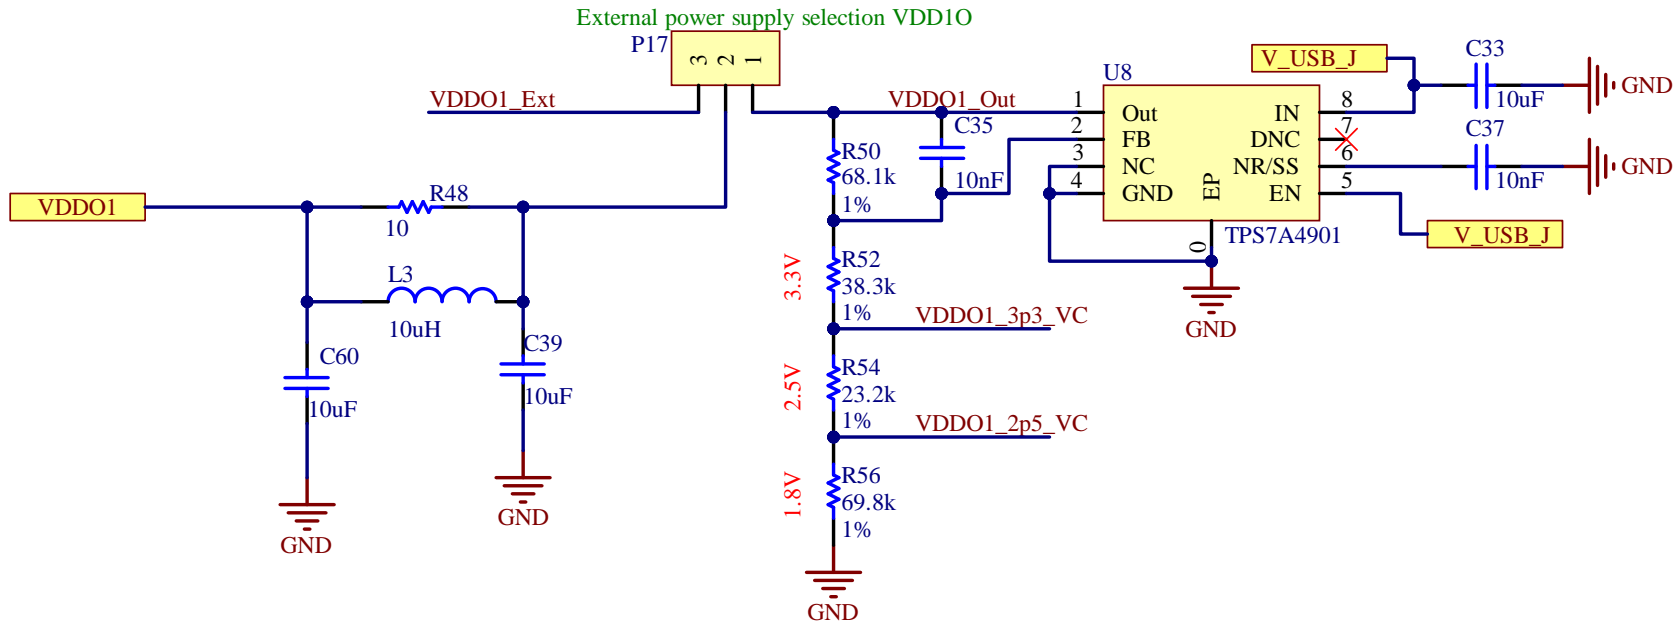 External power supply selection VDD1O
P17
3
2
1
VDDO1_Ext
VDDO1_Out
U8
V_USB_J
C33
10uF
GND
1
2
3
4
Out
FB
NC
GND
EP
0
IN
DNC
NR/SS
EN
8
7
6
5
C37
10nF
GND
V_USB_J
TPS7A4901
GND
C35
10nF
R50
68.1k
1%
VDDO1
R48
10
L3
10uH
C60
10uF
GND
C39
10uF
GND
3.3V
R52
38.3k
1%
VDDO1_3p3_VC
2.5V
R54
23.2k
1%
VDDO1_2p5_VC
1.8V
R56
69.8k
1%
GND